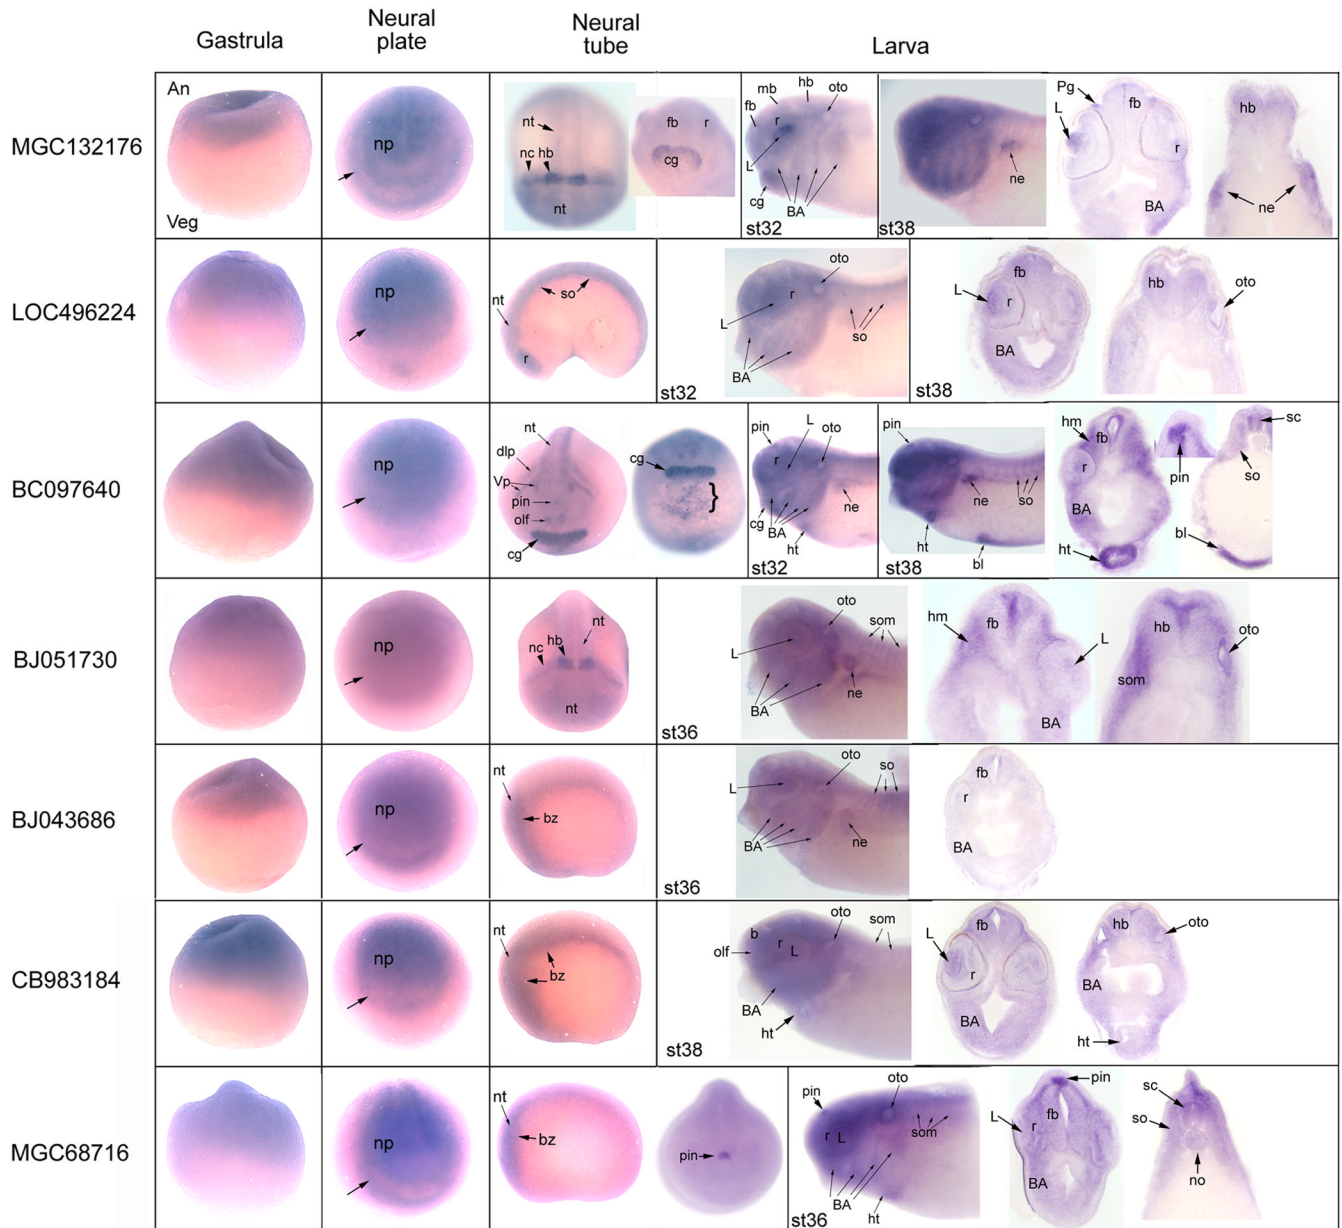 Gastrula
Neural
plate
Neural
tube
Larva
MGC132176
An
Veg
np
nt
nc hb
nt
fb r
cg
fb mb hb oto
r
L
cg BA
st32
ne
st38
Pg fb
L
r
BA
hb
ne
LOC496224
np
nt so
r
oto
r
L
so
BA
st32
fb
L r
BA
st38
hb oto
BC097640
np
nt
dlp
Vp
pin
olf
cg
cg
}
pin L oto
r
ne
cg BA
ht
st32
pin
ne so
ht bl
st38
hm fb
r
BA
ht
pin
sc
so
bl
BJ051730
np
nc hb nt
nt
oto som
L
ne
BA
st36
hm fb
L
BA
hb oto
som
BJ043686
np
nt
bz
oto so
L
BA ne
st36
fb
r
BA
CB983184
np
nt
bz
b r oto som
olf L
BA
ht
st38
fb
L
r
BA
hb oto
BA
ht
MGC68716
np
nt
bz
pin
pin oto
r L som
BA ht
st36
pin
fb
L
BA
sc
so
no